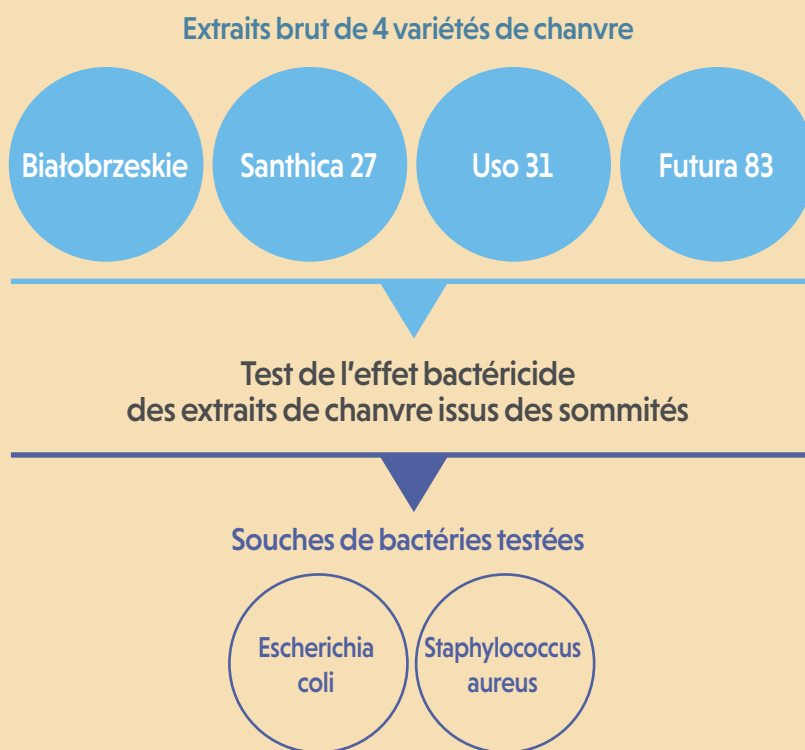 Extraits brut de 4 variétés de chanvre
Białobrzeskie
Santhica 27
Uso 31
Futura 83
Test de l'effet bactéricide
des extraits de chanvre issus des sommités
Souches de bactéries testées
Escherichia
coli
Staphylococcus
aureus